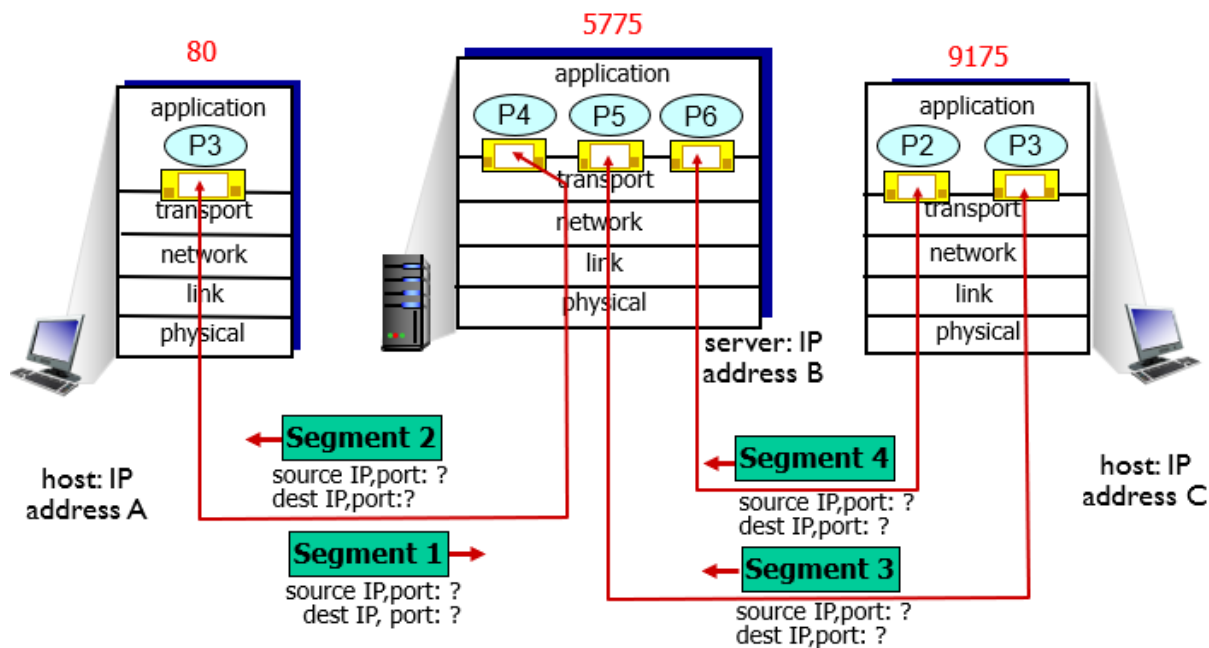 80
5775
9175
application
P3
transport
network
link
physical
application
P4 P5 P6
transport
network
link
physical
application
P2 P3
transport
network
link
physical
server: IP
address B
host: IP
address A
host: IP
address C
Segment 2
source IP,port: ?
dest IP,port:?
Segment 1
source IP,port: ?
dest IP, port: ?
Segment 4
source IP,port: ?
dest IP,port: ?
Segment 3
source IP,port: ?
dest IP,port: ?